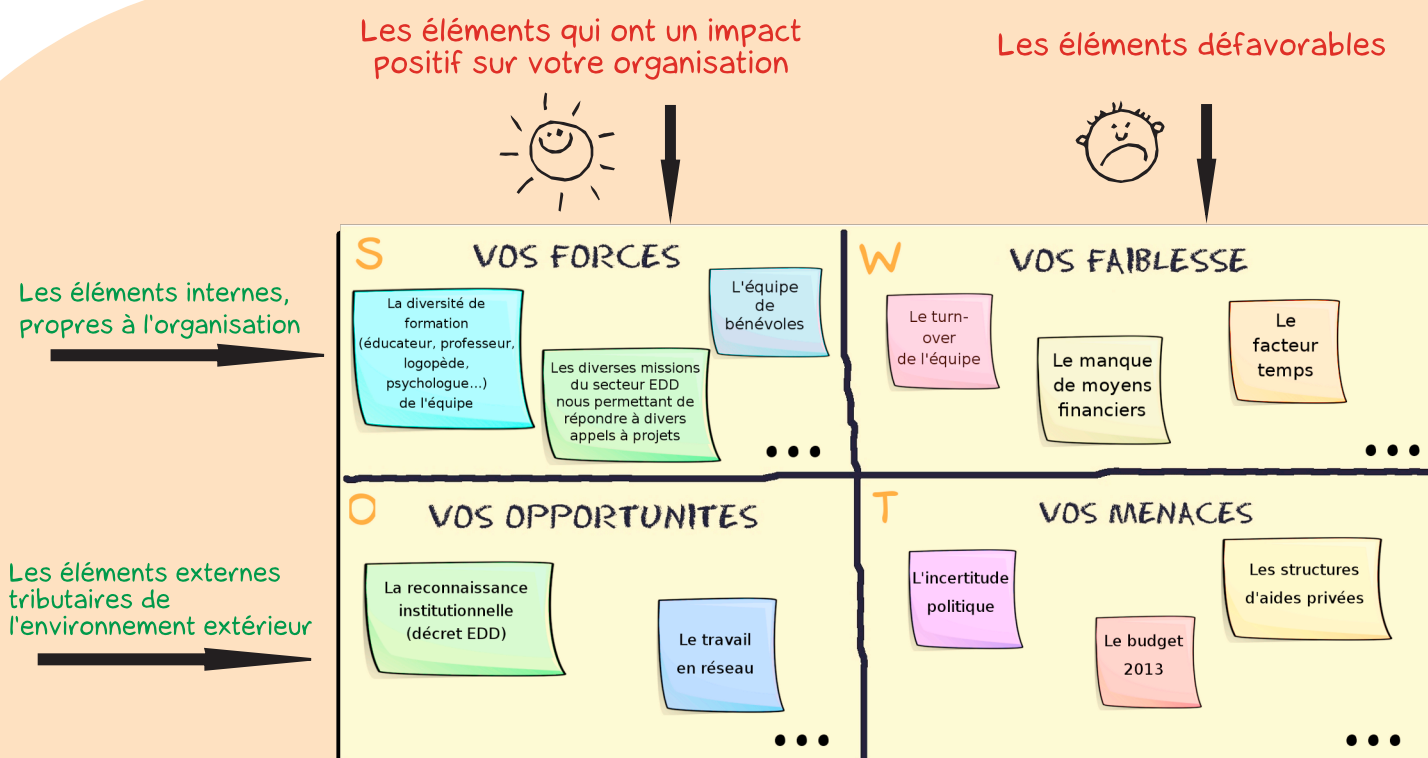 Les éléments qui ont un impact
positif sur votre organisation
Les éléments défavorables
Les éléments internes,
propres à l'organisation
S
VOS FORCES
La diversité de
formation
(éducateur, professeur,
logopède,
psychologue...)
de l'équipe
Les diverses missions
du secteur EDD
nous permettant de
répondre à divers
appels à projets
L'équipe
de
bénévoles
...
W
VOS FAIBLESSE
Le turn-
over
de l'équipe
Le manque
de moyens
financiers
Le
facteur
temps
...
Les éléments externes
tributaires de
l'environnement extérieur
O
VOS OPPORTUNITES
La reconnaissance
institutionnelle
(décret EDD)
Le travail
en réseau
...
T
VOS MENACES
L'incertitude
politique
Le budget
2013
Les structures
d'aides privées
...